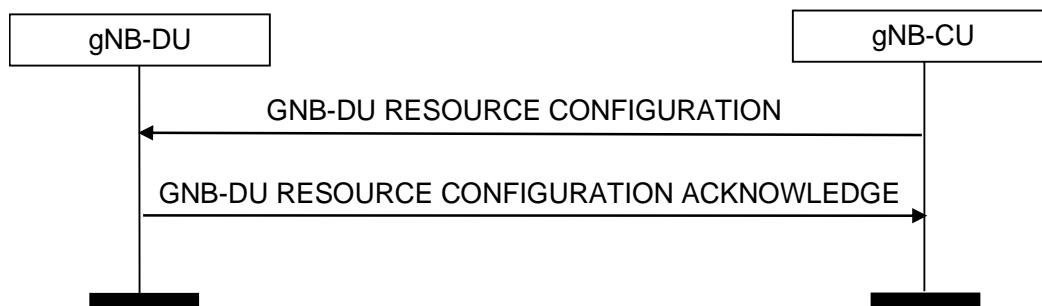 gNB-DU
gNB-CU
GNB-DU RESOURCE CONFIGURATION
GNB-DU RESOURCE CONFIGURATION ACKNOWLEDGE